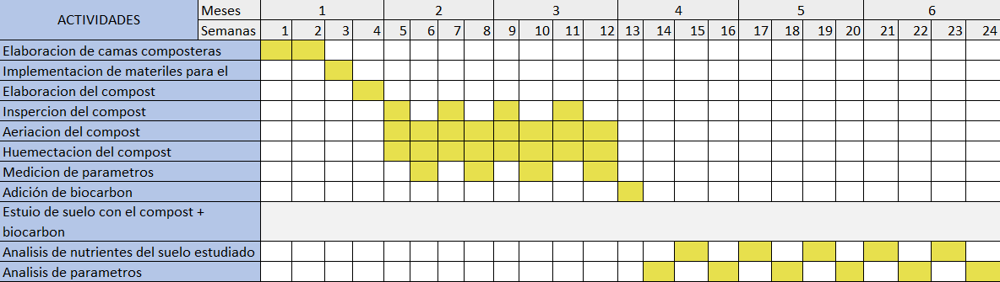 ACTIVIDADES Meses 1 2 3 4 5 6
Semanas 1 2 3 4 5 6 7 8 9 10 11 12 13 14 15 16 17 18 19 20 21 22 23 24
Elaboracion de camas composteras
Implementacion de materiles para el
Elaboracion del compost
Inspercion del compost
Aeriacion del compost
Huemectacion del compost
Medicion de parametros
Adición de biocarbon
Estuio de suelo con el compost +
biocarbon
Analisis de nutrientes del suelo estudiado
Analisis de parametros